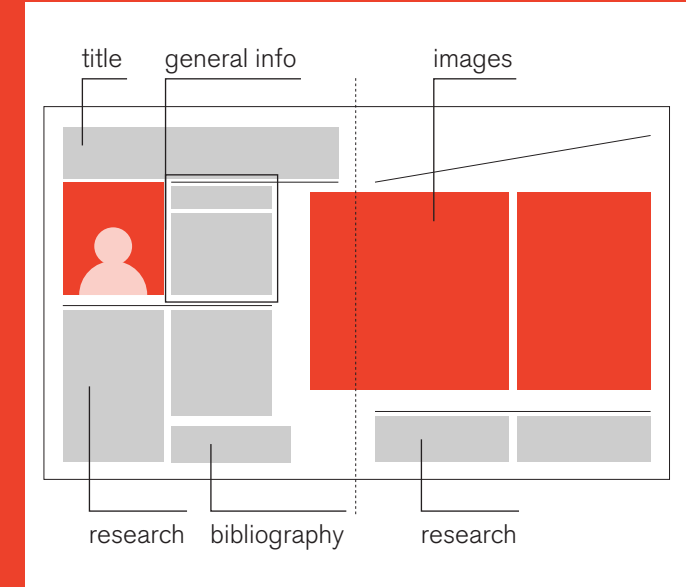 title
general info
images
research
bibliography
research